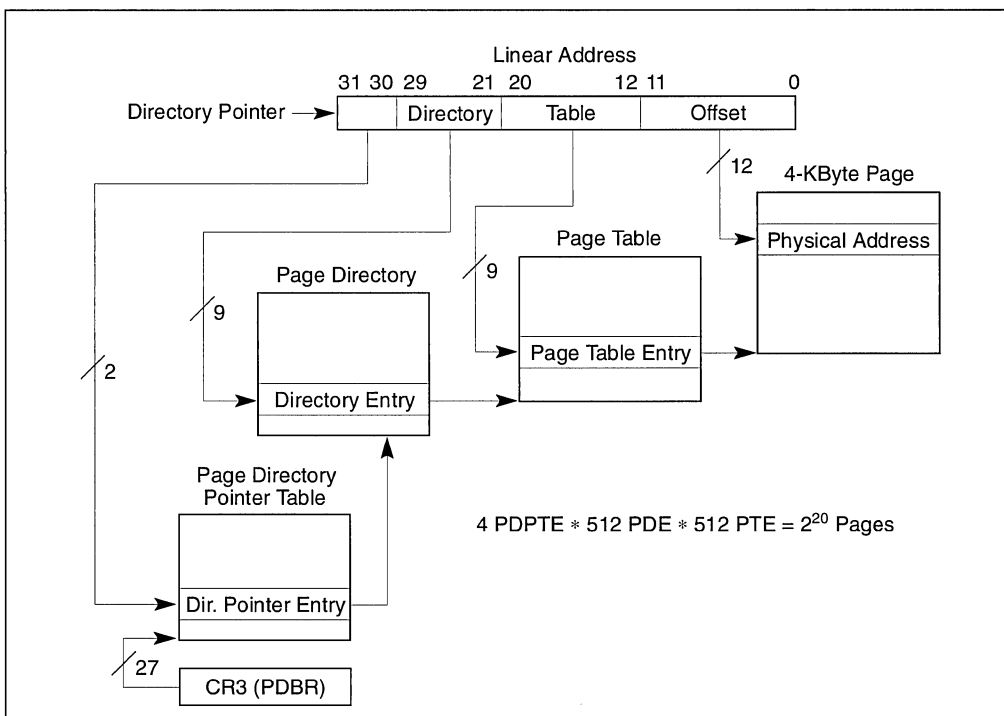 Linear Address
31 30 29 21 20 12 11 0
Directory Pointer Directory Table Offset
12
4-KByte Page
Physical Address
Page Table
9
Page Table Entry
Page Directory
9
Directory Entry
2
Page Directory
Pointer Table
Dir. Pointer Entry
4 PDPTE * 512 PDE * 512 PTE = 2²⁰ Pages
27
CR3 (PDBR)